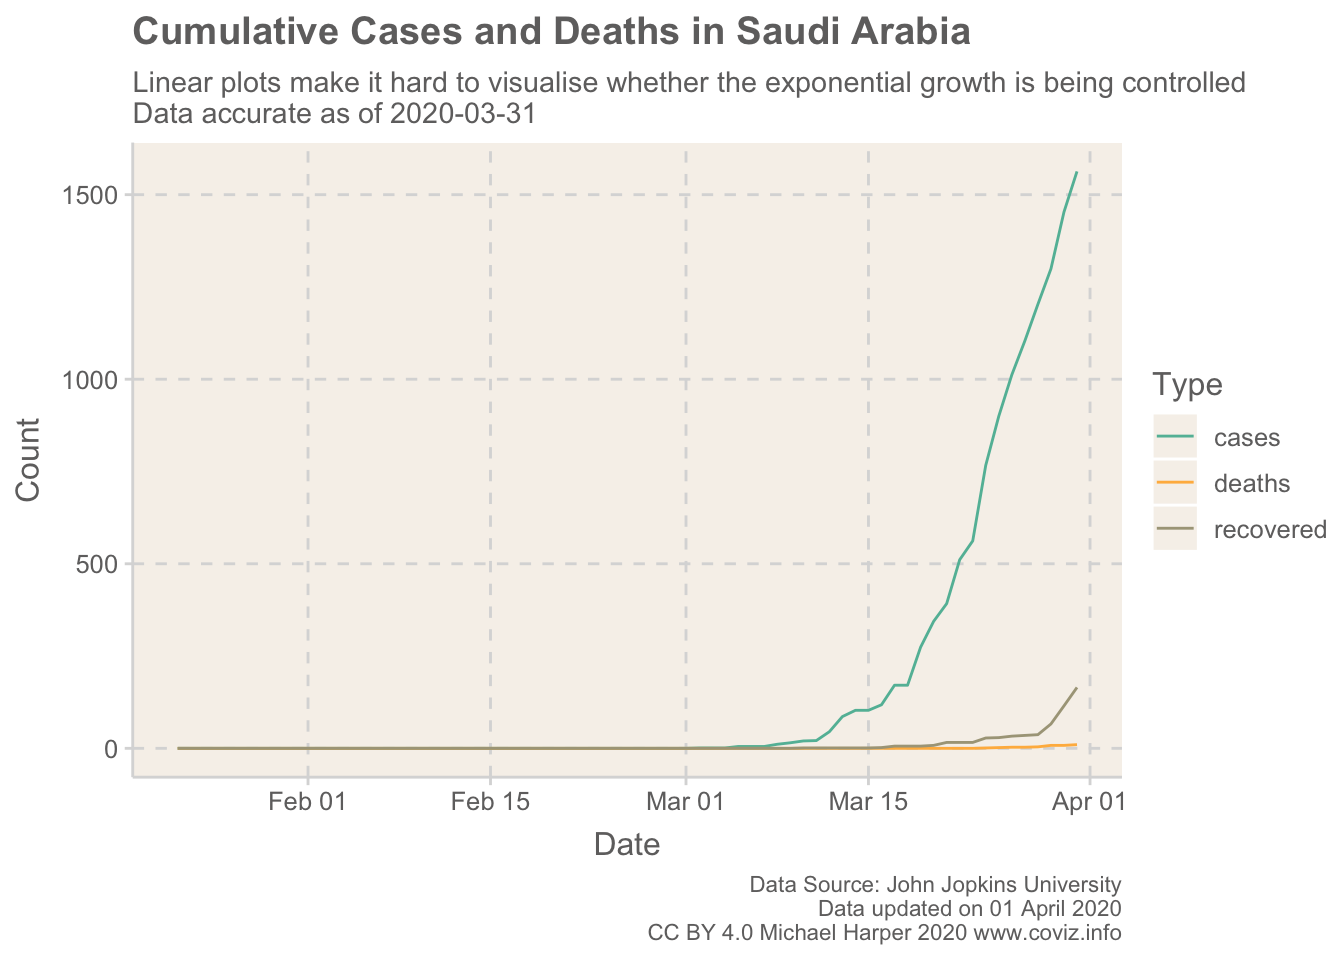 Cumulative Cases and Deaths in Saudi Arabia
Linear plots make it hard to visualise whether the exponential growth is being controlled
Data accurate as of 2020-03-31
1500
1000
500
0
Count
Feb 01
Feb 15
Mar 01
Mar 15
Apr 01
Date
Type
cases
deaths
recovered
Data Source: John Jopkins University
Data updated on 01 April 2020
CC BY 4.0 Michael Harper 2020 www.coviz.info